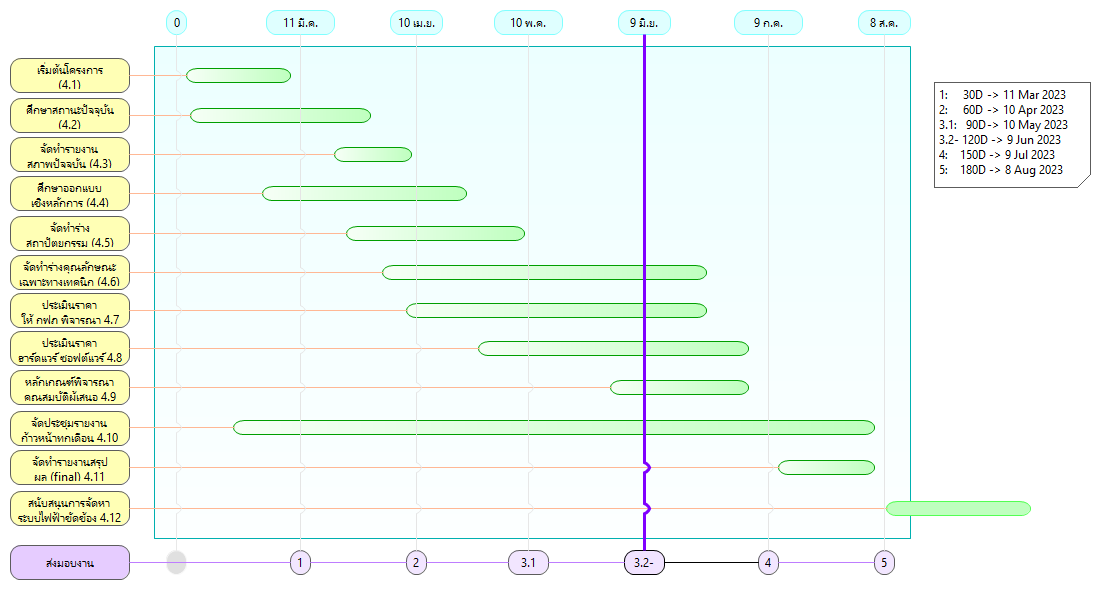 0
11 มี.ค.
10 เม.ย.
10 พ.ค.
9 มิ.ย.
9 ก.ค.
8 ส.ค.
เริ่มต้นโครงการ
(4.1)
ศึกษาสถานะปัจจุบัน
(4.2)
จัดทำรายงาน
สภาพปัจจุบัน (4.3)
ศึกษาออกแบบ
เชิงหลักการ (4.4)
จัดทำร่าง
สถาปัตยกรรม (4.5)
จัดทำร่างคุณลักษณะ
เฉพาะทางเทคนิก (4.6)
ประเมินราคา
ให้ กฟภ พิจารณา 4.7
ประเมินราคา
ฮาร์ดแวร์ ซอฟต์แวร์ 4.8
หลักเกณฑ์พิจารณา
คุณสมบัติผู้เสนอ 4.9
จัดประชุมรายงาน
ก้าวหน้าทุกเดือน 4.10
จัดทำรายงานสรุป
ผล (final) 4.11
สนับสนุนการจัดหา
ระบบไฟฟ้าขัดข้อง 4.12
ส่งมอบงาน
1
2
3.1
3.2-
4
5
1: 30D -> 11 Mar 2023
2: 60D -> 10 Apr 2023
3.1: 90D -> 10 May 2023
3.2- 120D -> 9 Jun 2023
4: 150D -> 9 Jul 2023
5: 180D -> 8 Aug 2023